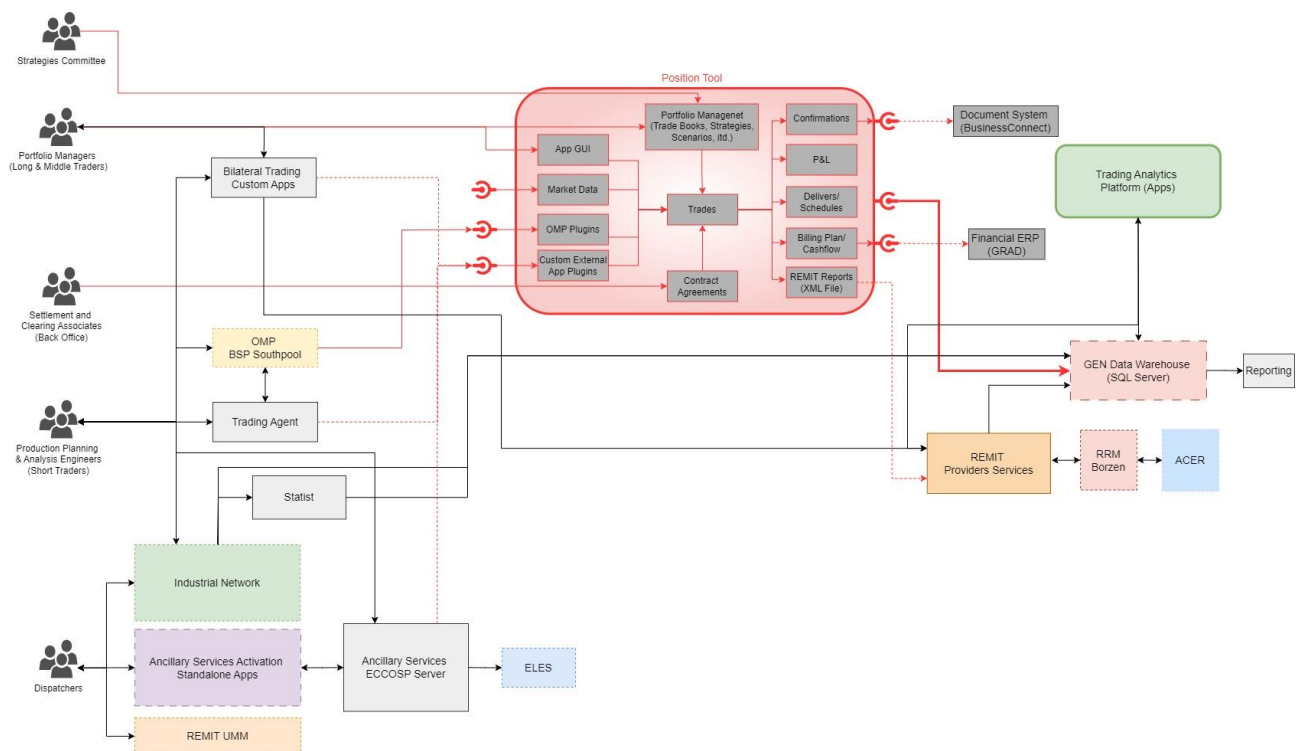 Strategies Committee
Position Tool
Portfolio Managers
(Long & Middle Traders)
Portfolio Managenet
(Trade Books, Strategies,
Scenarios, itd.)
Confirmations
Document System
(BusinessConnect)
App GUI
P&L
Bilateral Trading
Custom Apps
Market Data
Trades
Delivers/
Schedules
Trading Analytics
Platform (Apps)
OMP Plugins
Billing Plan/
Cashflow
Financial ERP
(GRAD)
Custom External
App Plugins
Contract
Agreements
REMIT Reports
(XML File)
Settlement and
Clearing Associates
(Back Office)
OMP
BSP Southpool
GEN Data Warehouse
(SQL Server)
Reporting
Production Planning
& Analysis Engineers
(Short Traders)
Trading Agent
REMIT
Providers Services
RRM
Borzen
ACER
Statist
Industrial Network
Dispatchers
Ancillary Services Activation
Standalone Apps
Ancillary Services
ECCOSP Server
ELES
REMIT UMM